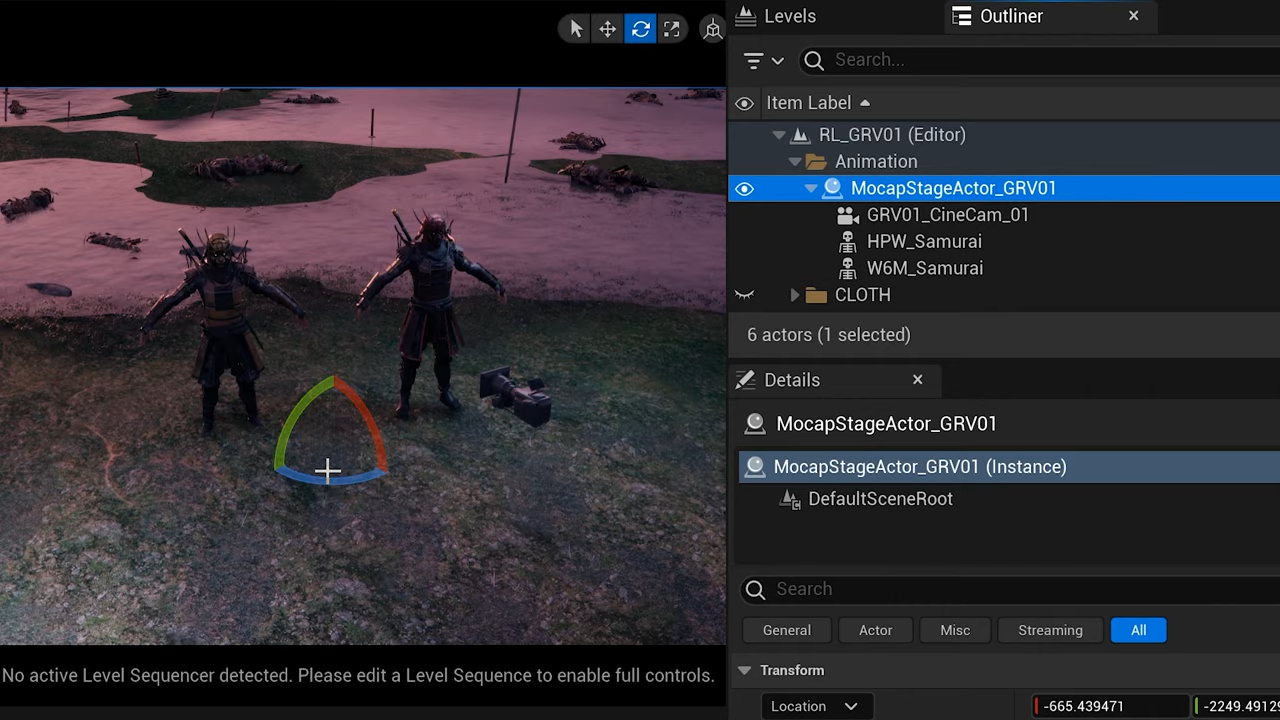 Levels
Outliner
Search...
Item Label
RL_GRV01 (Editor)
Animation
MocapStageActor_GRV01
GRV01_CineCam_01
HPW_Samurai
W6M_Samurai
CLOTH
6 actors (1 selected)
Details
MocapStageActor_GRV01
MocapStageActor_GRV01 (Instance)
DefaultSceneRoot
Search
General
Actor
Misc
Streaming
All
Transform
Location
-665.439471
-2249.49125
No active Level Sequencer detected. Please edit a Level Sequence to enable full controls.